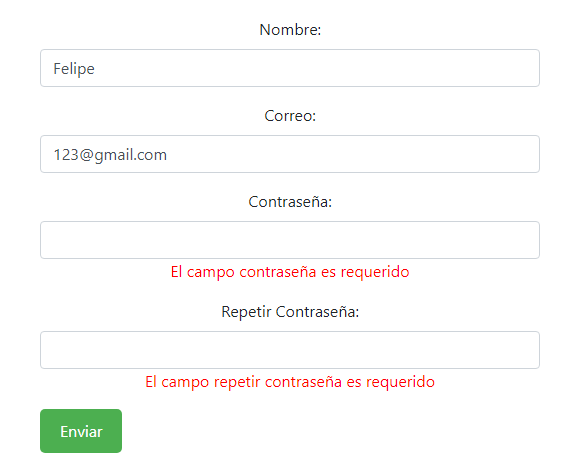 Nombre:
Felipe
Correo:
123@gmail.com
Contraseña:
El campo contraseña es requerido
Repetir Contraseña:
El campo repetir contraseña es requerido
Enviar